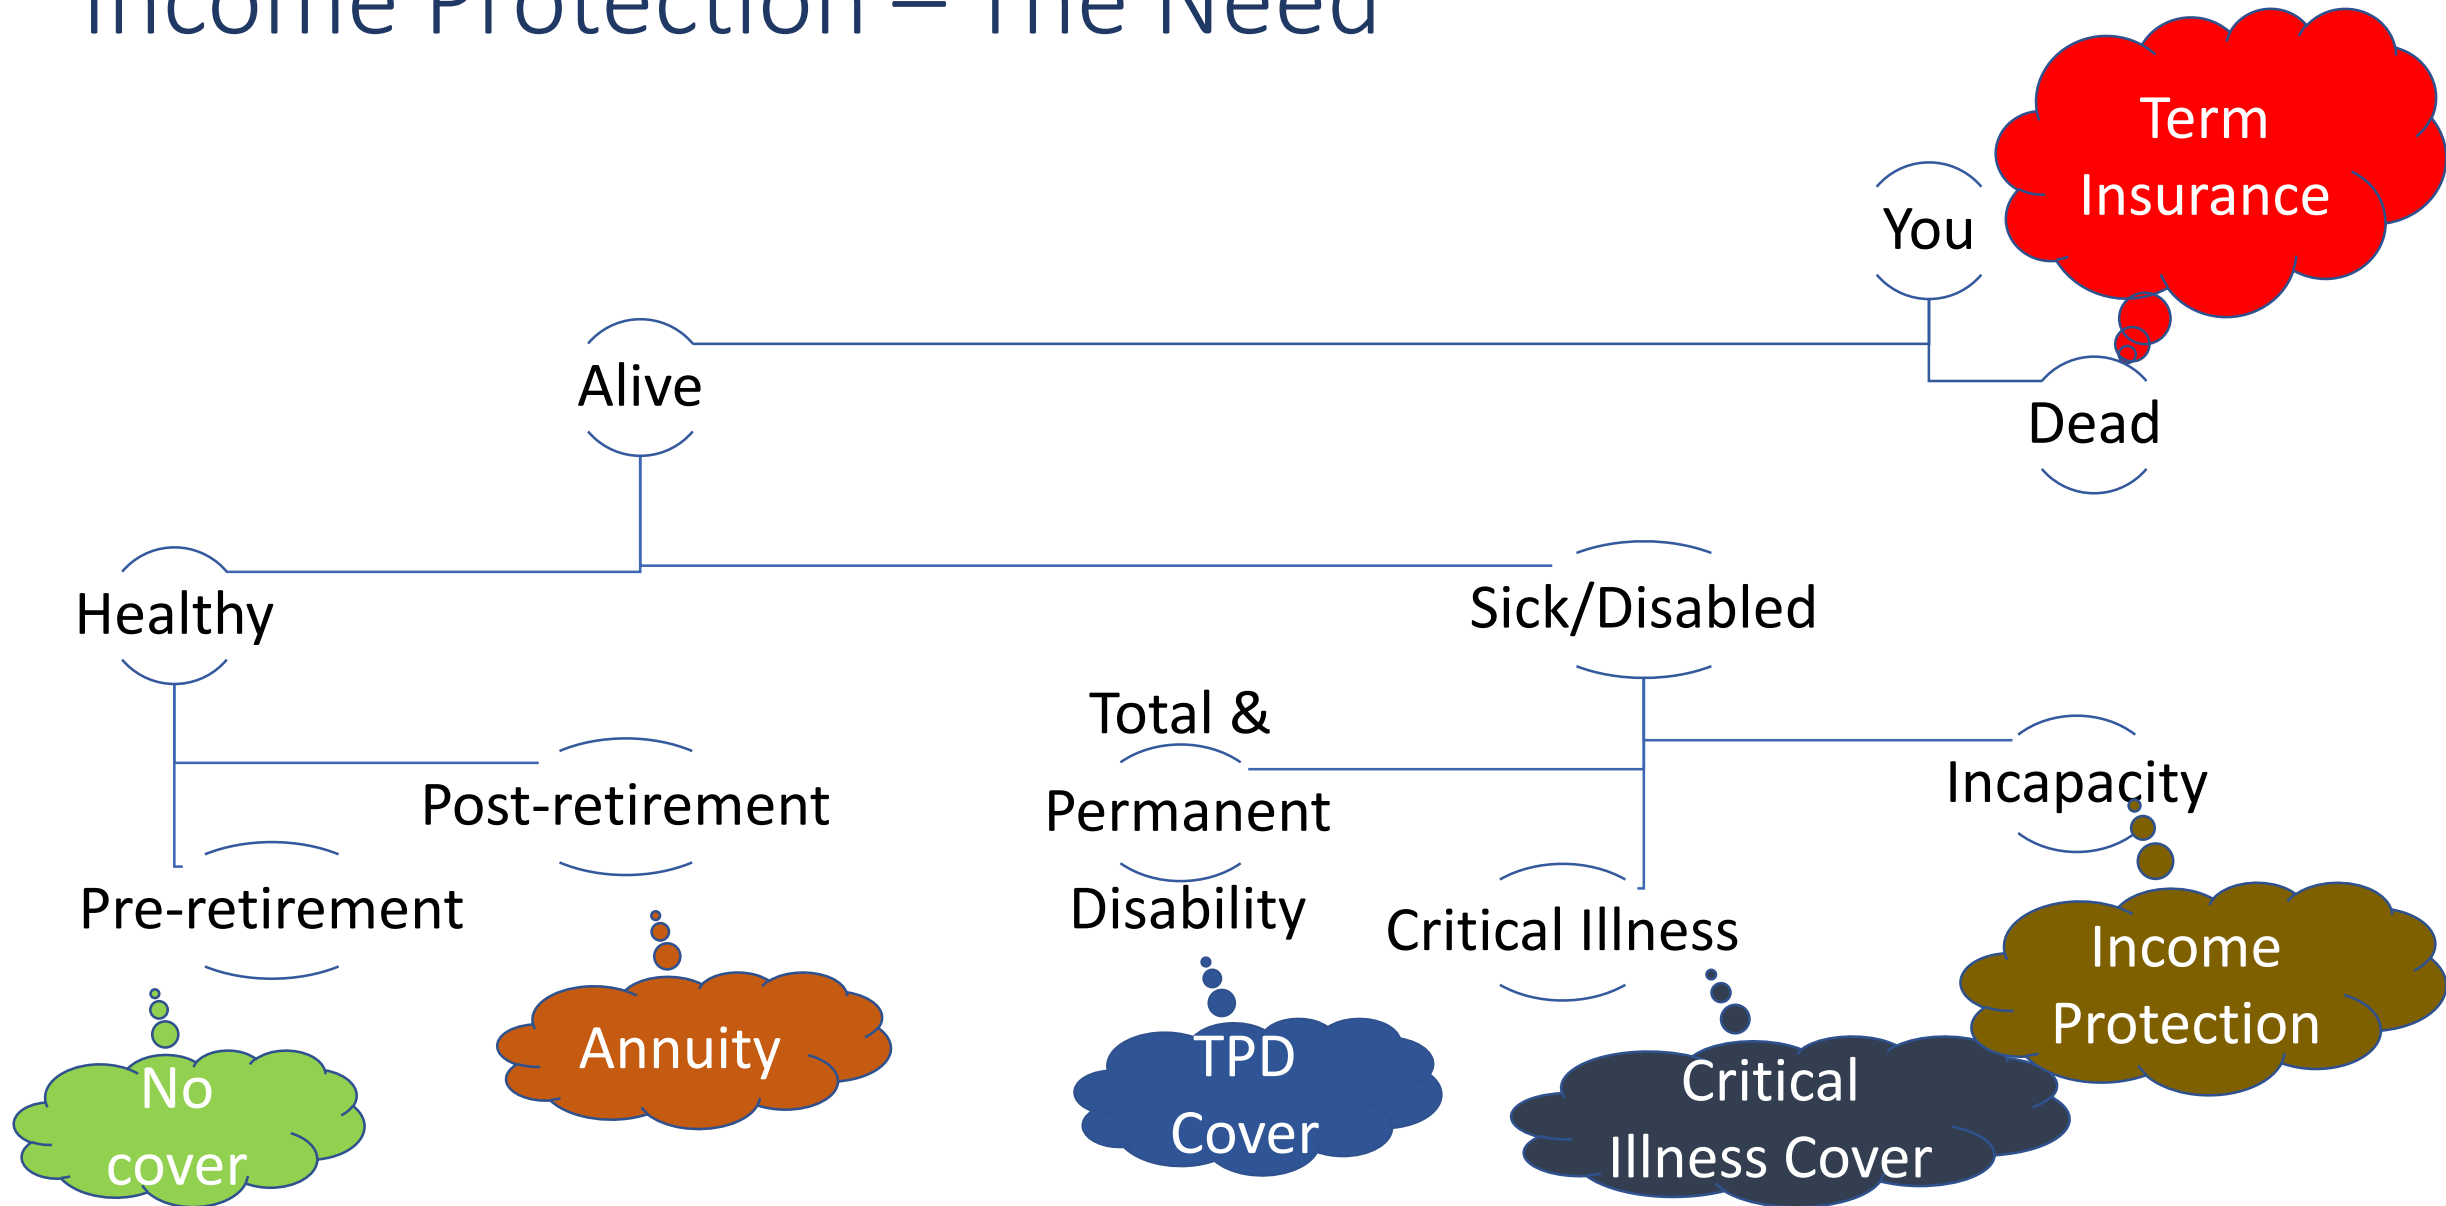 Income Protection – The Need
Term
Insurance
You
Alive
Dead
Healthy
Sick/Disabled
Total &
Permanent
Disability
Post-retirement
Incapacity
Pre-retirement
Critical Illness
Income
Protection
Annuity
TPD
Cover
No
cover
Critical
Illness Cover